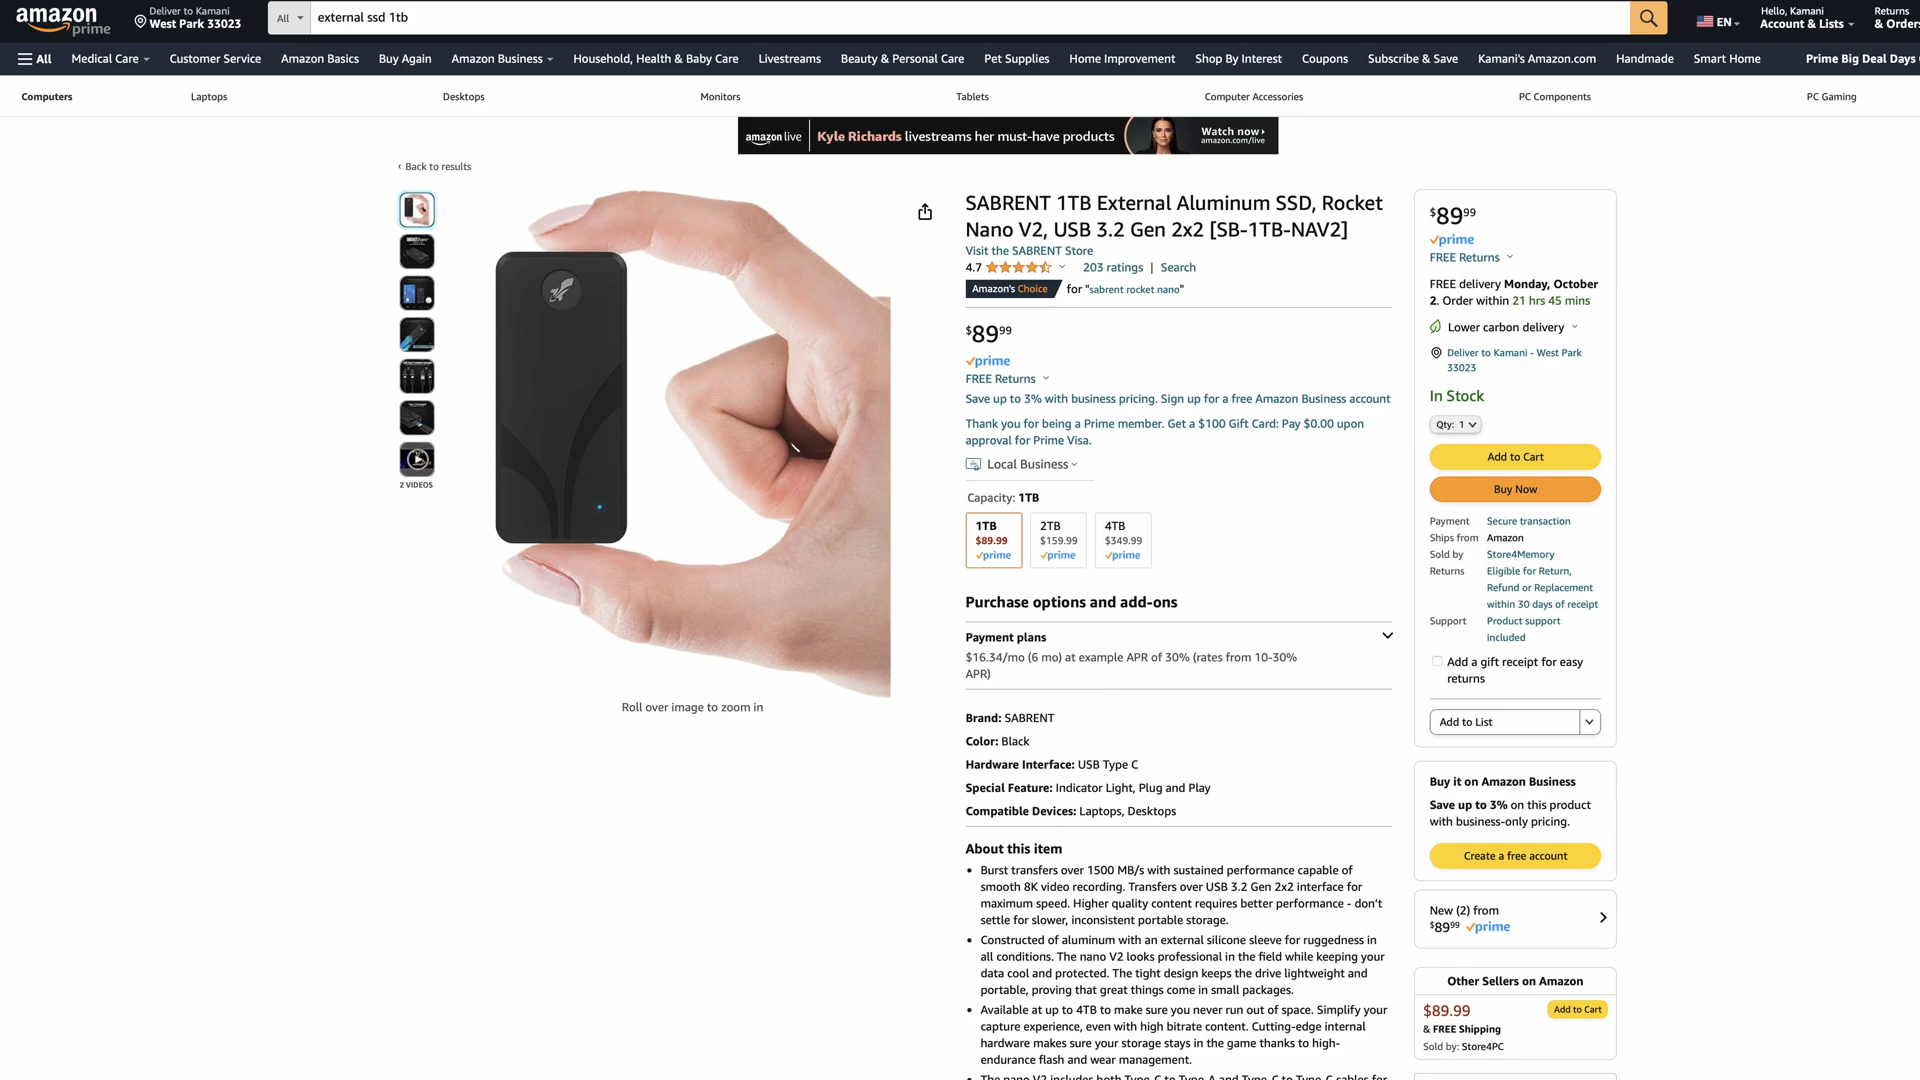 amazon
prime
Deliver to Kamani
West Park 33023
All
external ssd 1tb
EN
Hello, Kamani
Account & Lists
Returns
& Orders
All
Medical Care
Customer Service
Amazon Basics
Buy Again
Amazon Business
Household, Health & Baby Care
Livestreams
Beauty & Personal Care
Pet Supplies
Home Improvement
Shop By Interest
Coupons
Subscribe & Save
Kamani's Amazon.com
Handmade
Smart Home
Prime Big Deal Days
Computers
Laptops
Desktops
Monitors
Tablets
Computer Accessories
PC Components
PC Gaming
amazon live
Kyle Richards livestreams her must-have products
Watch now
amazon.com/live
‹ Back to results
2 VIDEOS
Roll over image to zoom in
SABRENT 1TB External Aluminum SSD, Rocket
Nano V2, USB 3.2 Gen 2x2 [SB-1TB-NAV2]
Visit the SABRENT Store
4.7
203 ratings | Search
Amazon's Choice for "sabrent rocket nano"
$89⁹⁹
prime
FREE Returns
Save up to 3% with business pricing. Sign up for a free Amazon Business account
Thank you for being a Prime member. Get a $100 Gift Card: Pay $0.00 upon
approval for Prime Visa.
Local Business
Capacity: 1TB
1TB
$89.99
prime
2TB
$159.99
prime
4TB
$349.99
prime
Purchase options and add-ons
Payment plans
$16.34/mo (6 mo) at example APR of 30% (rates from 10-30%
APR)
Brand: SABRENT
Color: Black
Hardware Interface: USB Type C
Special Feature: Indicator Light, Plug and Play
Compatible Devices: Laptops, Desktops
About this item
• Burst transfers over 1500 MB/s with sustained performance capable of
smooth 8K video recording. Transfers over USB 3.2 Gen 2x2 interface for
maximum speed. Higher quality content requires better performance - don't
settle for slower, inconsistent portable storage.
• Constructed of aluminum with an external silicone sleeve for ruggedness in
all conditions. The nano V2 looks professional in the field while keeping your
data cool and protected. The tight design keeps the drive lightweight and
portable, proving that great things come in small packages.
• Available at up to 4TB to make sure you never run out of space. Simplify your
capture experience, even with high bitrate content. Cutting-edge internal
hardware makes sure your storage stays in the game thanks to high-
endurance flash and wear management.
• The nano V2 includes both Type-C to Type-A and Type-C to Type-C cables for
$89⁹⁹
prime
FREE Returns
FREE delivery Monday, October
2. Order within 21 hrs 45 mins
Lower carbon delivery
Deliver to Kamani - West Park
33023
In Stock
Qty: 1
Add to Cart
Buy Now
Payment Secure transaction
Ships from Amazon
Sold by Store4Memory
Returns Eligible for Return,
Refund or Replacement
within 30 days of receipt
Support Product support
included
Add a gift receipt for easy
returns
Add to List
Buy it on Amazon Business
Save up to 3% on this product
with business-only pricing.
Create a free account
New (2) from
$89⁹⁹ prime
Other Sellers on Amazon
$89.99
Add to Cart
& FREE Shipping
Sold by: Store4PC